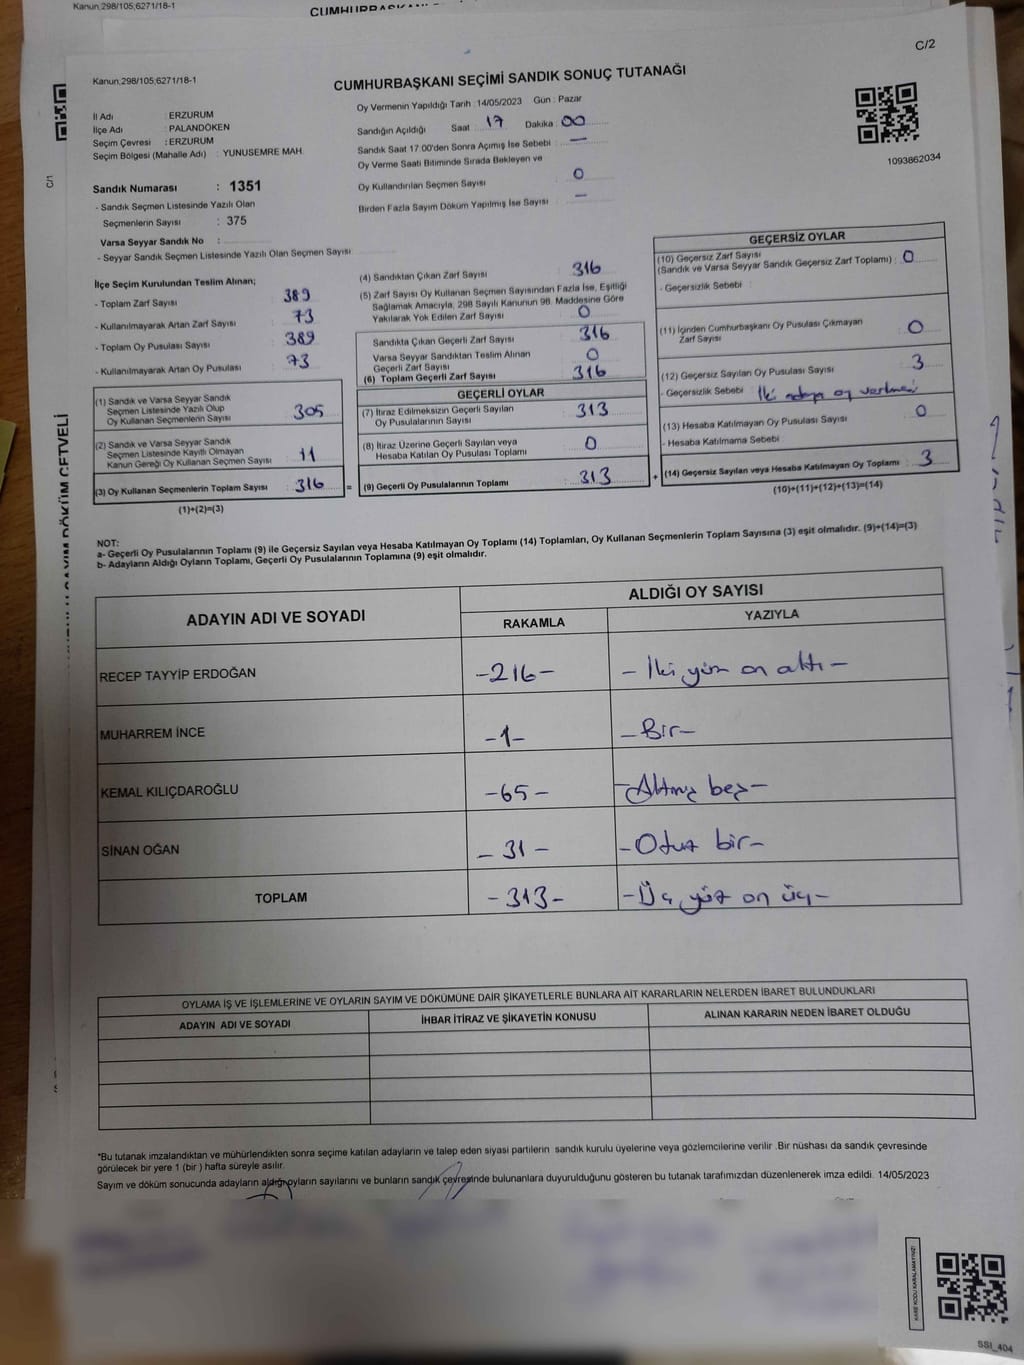 Kanun;298/105;6271/18-1
Kanun;298/105;6271/18-1
C/2
CUMHURBAŞKANI SEÇİMİ SANDIK SONUÇ TUTANAĞI
İl Adı : ERZURUM
İlçe Adı : PALANDÖKEN
Seçim Çevresi : ERZURUM
Seçim Bölgesi (Mahalle Adı) : YUNUSEMRE MAH.
Sandık Numarası : 1351
- Sandık Seçmen Listesinde Yazılı Olan
Seçmenlerin Sayısı : 375
Varsa Seyyar Sandık No :
- Seyyar Sandık Seçmen Listesinde Yazılı Olan Seçmen Sayısı
Oy Vermenin Yapıldığı Tarih : 14/05/2023 Gün : Pazar
Sandığın Açıldığı Saat 17 Dakika : 00
Sandık Saat 17:00'den Sonra Açımış İse Sebebi : —
Oy Verme Saati Bitiminde Sırada Bekleyen ve
Oy Kullandırılan Seçmen Sayısı : 0
Birden Fazla Sayım Döküm Yapılmış İse Sayısı : —
1093862034
C/1
İlçe Seçim Kurulundan Teslim Alınan;
- Toplam Zarf Sayısı : 389
- Kullanılmayarak Artan Zarf Sayısı : 73
- Toplam Oy Pusulası Sayısı : 389
- Kullanılmayarak Artan Oy Pusulası : 73
(1) Sandık ve Varsa Seyyar Sandık
Seçmen Listesinde Yazılı Olup
Oy Kullanan Seçmenlerin Sayısı : 305
(2) Sandık ve Varsa Seyyar Sandık
Seçmen Listesinde Kayıtlı Olmayan
Kanun Gereği Oy Kullanan Seçmen Sayısı : 11
(3) Oy Kullanan Seçmenlerin Toplam Sayısı : 316 =
(1)+(2)=(3)
(4) Sandıktan Çıkan Zarf Sayısı : 316
(5) Zarf Sayısı Oy Kullanan Seçmen Sayısından Fazla İse, Eşitliği
Sağlamak Amacıyla, 298 Sayılı Kanunun 98. Maddesine Göre
Yakılarak Yok Edilen Zarf Sayısı : 0
Sandıkta Çıkan Geçerli Zarf Sayısı : 316
Varsa Seyyar Sandıktan Teslim Alınan
Geçerli Zarf Sayısı : 0
(6) Toplam Geçerli Zarf Sayısı : 316
GEÇERLİ OYLAR
(7) İtiraz Edilmeksizin Geçerli Sayılan
Oy Pusulalarının Sayısı : 313
(8) İtiraz Üzerine Geçerli Sayılan veya
Hesaba Katılan Oy Pusulası Toplamı : 0
(9) Geçerli Oy Pusulalarının Toplamı : 313 +
GEÇERSİZ OYLAR
(10) Geçersiz Zarf Sayısı
(Sandık ve Varsa Seyyar Sandık Geçersiz Zarf Toplamı) : 0
- Geçersizlik Sebebi :
(11) İçinden Cumhurbaşkanı Oy Pusulası Çıkmayan
Zarf Sayısı : 0
(12) Geçersiz Sayılan Oy Pusulası Sayısı : 3
- Geçersizlik Sebebi : İki adaya oy verilmesi
(13) Hesaba Katılmayan Oy Pusulası Sayısı : 0
- Hesaba Katılmama Sebebi
(14) Geçersiz Sayılan veya Hesaba Katılmayan Oy Toplamı : 3
(10)+(11)+(12)+(13)=(14)
NOT:
a- Geçerli Oy Pusulalarının Toplamı (9) ile Geçersiz Sayılan veya Hesaba Katılmayan Oy Toplamı (14) Toplamları, Oy Kullanan Seçmenlerin Toplam Sayısına (3) eşit olmalıdır. (9)+(14)=(3)
b- Adayların Aldığı Oyların Toplamı, Geçerli Oy Pusulalarının Toplamına (9) eşit olmalıdır.
ADAYIN ADI VE SOYADI
ALDIĞI OY SAYISI
RAKAMLA YAZIYLA
RECEP TAYYİP ERDOĞAN -216- - İki yüz on altı -
MUHARREM İNCE -1- -Bir-
KEMAL KILIÇDAROĞLU -65- -Altmış beş-
SİNAN OĞAN -31- -Otuz bir-
TOPLAM -313- -Üç yüz on üç-
OYLAMA İŞ VE İŞLEMLERİNE VE OYLARIN SAYIM VE DÖKÜMÜNE DAİR ŞİKAYETLERLE BUNLARA AİT KARARLARIN NELERDEN İBARET BULUNDUKLARI
ADAYIN ADI VE SOYADI İHBAR İTİRAZ VE ŞİKAYETİN KONUSU ALINAN KARARIN NEDEN İBARET OLDUĞU
*Bu tutanak imzalandıktan ve mühürlendikten sonra seçime katılan adayların ve talep eden siyasi partilerin sandık kurulu üyelerine veya gözlemcilerine verilir .Bir nüshası da sandık çevresinde
görülecek bir yere 1 (bir ) hafta süreyle asılır.
Sayım ve döküm sonucunda adayların aldığı oyların sayılarını ve bunların sandık çevresinde bulunanlara duyurulduğunu gösteren bu tutanak tarafımızdan düzenlenerek imza edildi. 14/05/2023
KARE KODU KARALAMAYINIZ!
SSI_404